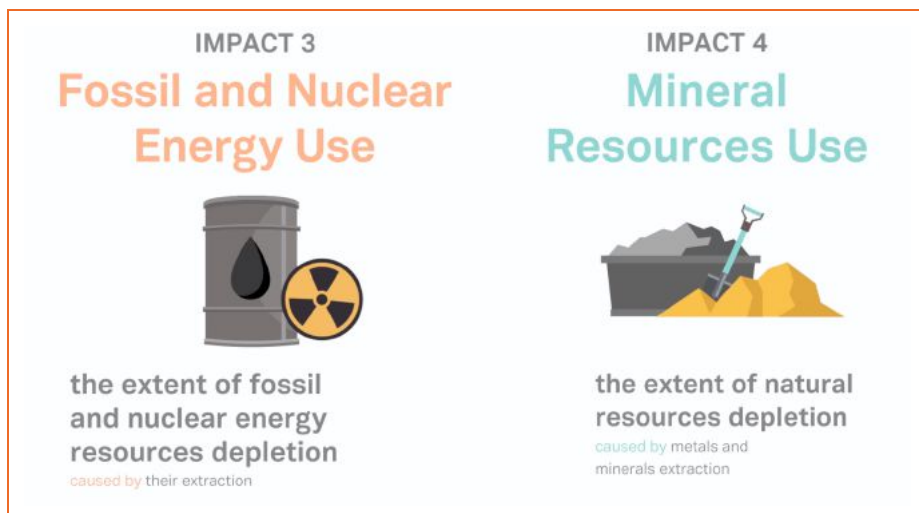 IMPACT 3
Fossil and Nuclear
Energy Use
the extent of fossil
and nuclear energy
resources depletion
caused by their extraction
IMPACT 4
Mineral
Resources Use
the extent of natural
resources depletion
caused by metals and
minerals extraction